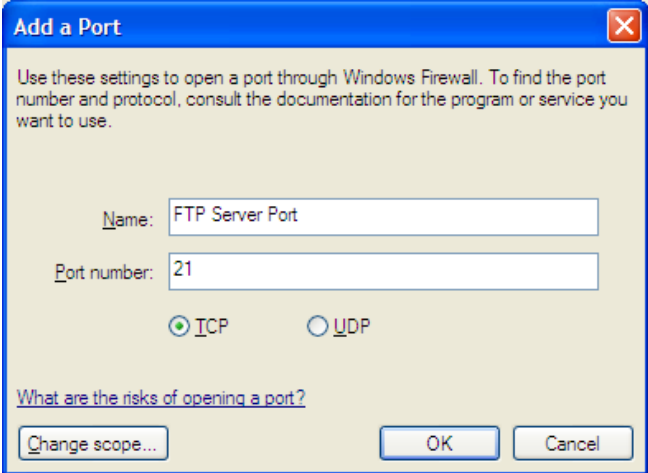 Add a Port
Use these settings to open a port through Windows Firewall. To find the port
number and protocol, consult the documentation for the program or service you
want to use.
Name: FTP Server Port
Port number: 21
TCP UDP
What are the risks of opening a port?
Change scope... OK Cancel